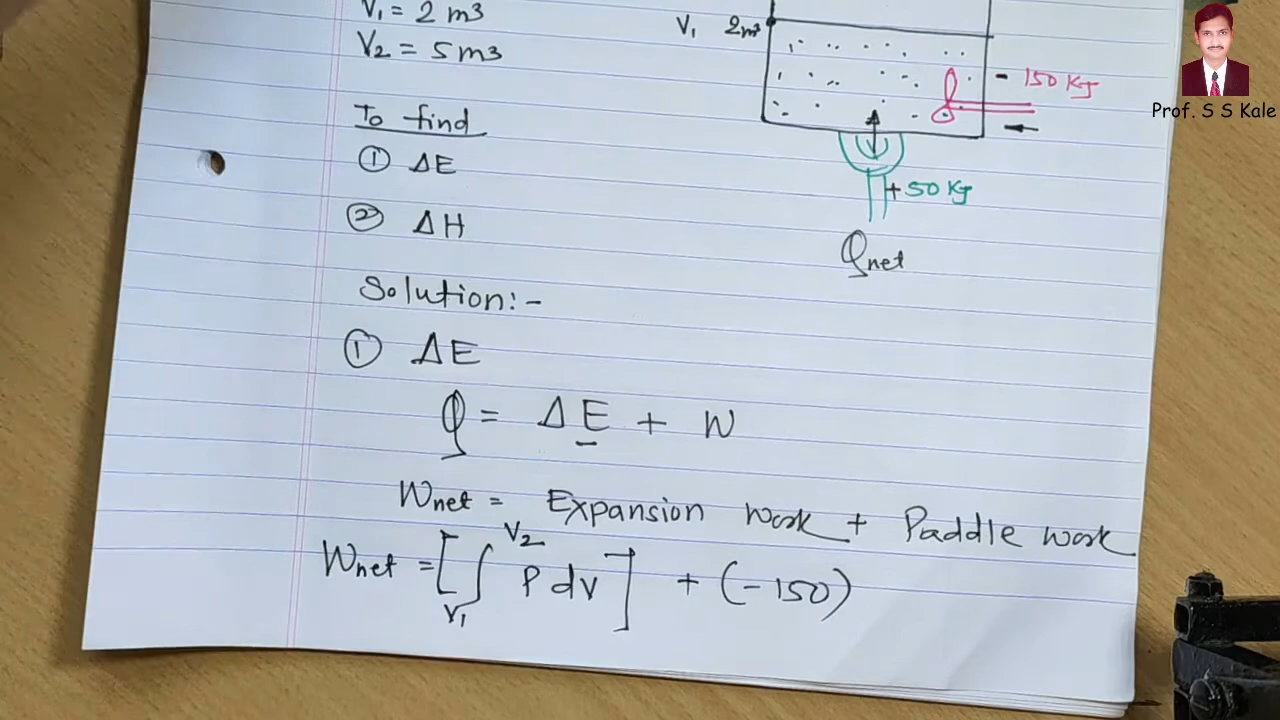 V1 = 2 m3
V2 = 5 m3
V1 2m3
- 150 KJ
Prof. S S Kale
To find
① ΔE
+ 50 KJ
② ΔH
Qnet
Solution:-
① ΔE
Q = ΔE + W
Wnet = Expansion work + Paddle work
Wnet = [∫V1V2 P dv] + (-150)